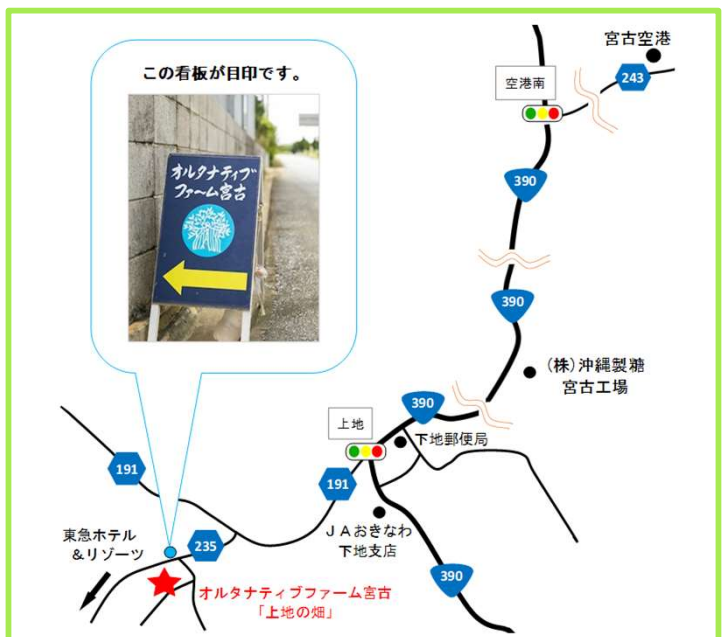 この看板が目印です。
オルタナティブ
ファーム宮古
宮古空港
空港南
243
390
390
(株)沖縄製糖
宮古工場
390
上地
下地郵便局
191
191
JAおきなわ
下地支店
東急ホテル
&リゾーツ
235
390
オルタナティブファーム宮古
「上地の畑」